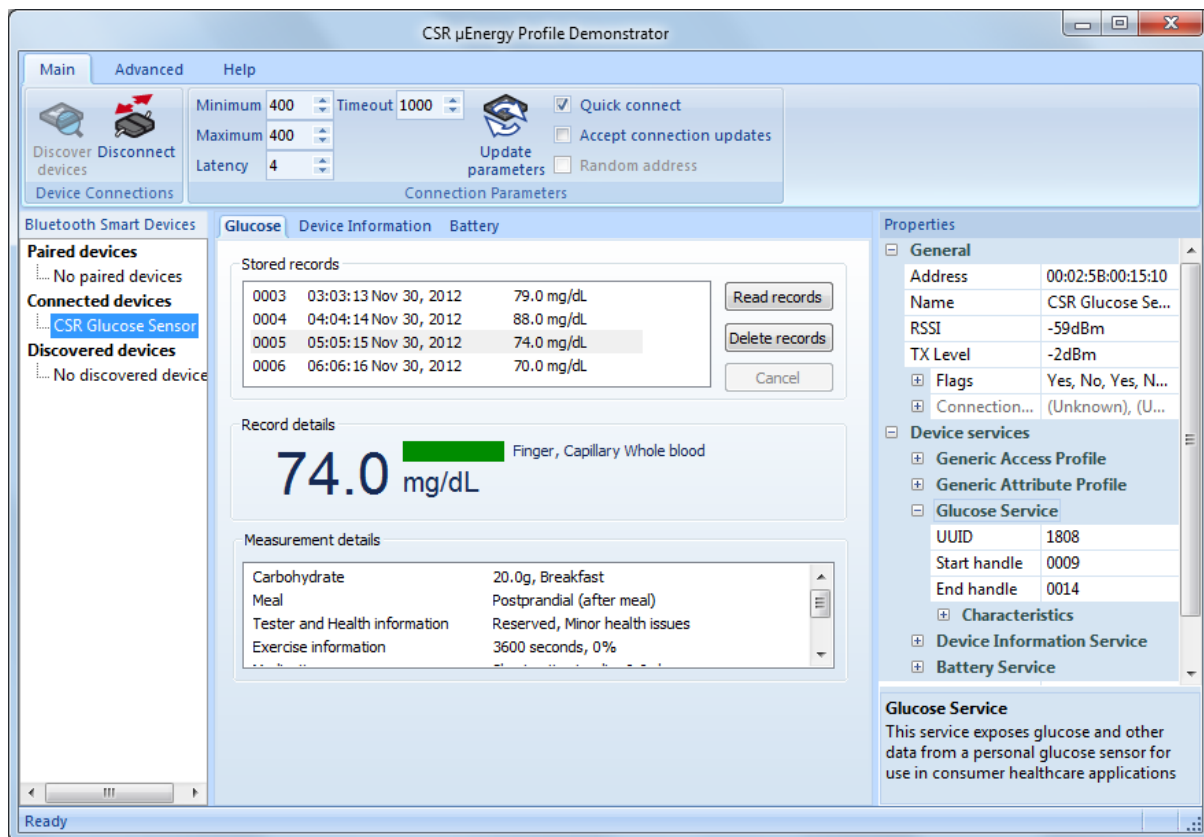 CSR µEnergy Profile Demonstrator
Main Advanced Help
Minimum 400 Timeout 1000
Maximum 400
Latency 4
Discover devices
Disconnect
Update parameters
Quick connect
Accept connection updates
Random address
Device Connections
Connection Parameters
Bluetooth Smart Devices
Paired devices
No paired devices
Connected devices
CSR Glucose Sensor
Discovered devices
No discovered device
Glucose Device Information Battery
Stored records
0003 03:03:13 Nov 30, 2012 79.0 mg/dL
0004 04:04:14 Nov 30, 2012 88.0 mg/dL
0005 05:05:15 Nov 30, 2012 74.0 mg/dL
0006 06:06:16 Nov 30, 2012 70.0 mg/dL
Read records
Delete records
Cancel
Record details
74.0 mg/dL
Finger, Capillary Whole blood
Measurement details
Carbohydrate 20.0g, Breakfast
Meal Postprandial (after meal)
Tester and Health information Reserved, Minor health issues
Exercise information 3600 seconds, 0%
Properties
General
Address 00:02:5B:00:15:10
Name CSR Glucose Se...
RSSI -59dBm
TX Level -2dBm
Flags Yes, No, Yes, N...
Connection... (Unknown), (U...
Device services
Generic Access Profile
Generic Attribute Profile
Glucose Service
UUID 1808
Start handle 0009
End handle 0014
Characteristics
Device Information Service
Battery Service
Glucose Service
This service exposes glucose and other
data from a personal glucose sensor for
use in consumer healthcare applications
Ready